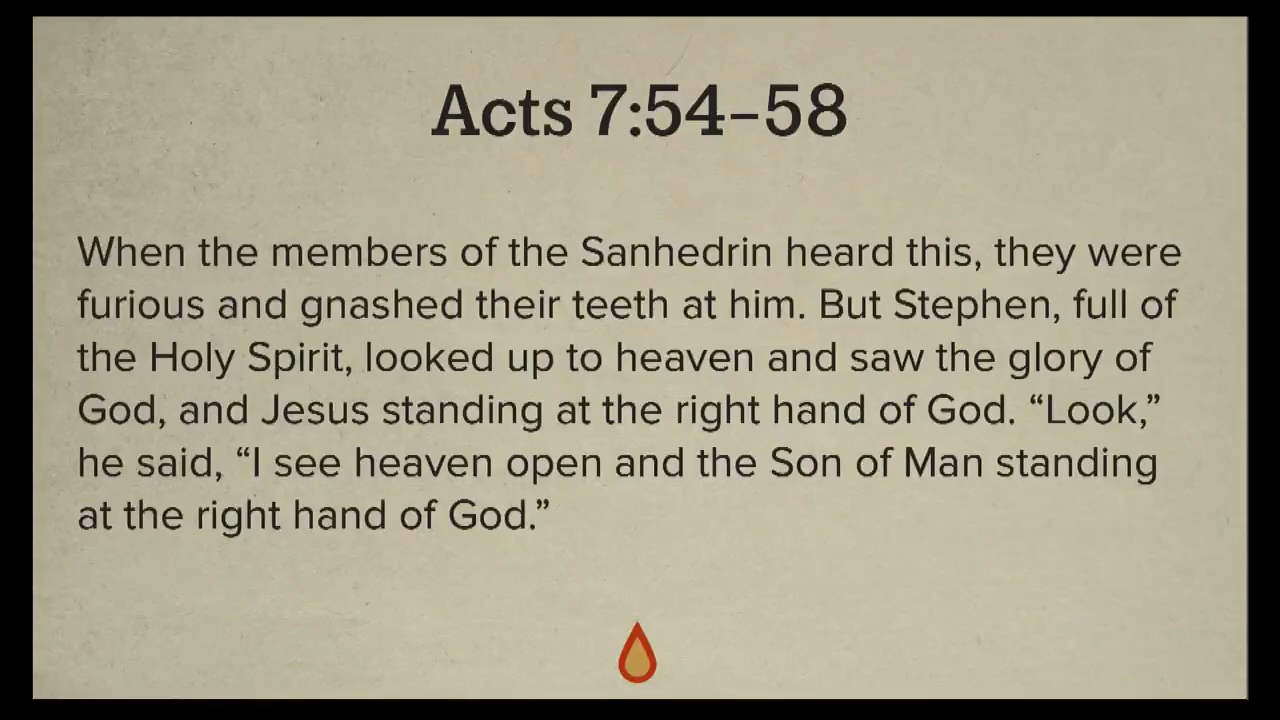 Acts 7:54–58
When the members of the Sanhedrin heard this, they were
furious and gnashed their teeth at him. But Stephen, full of
the Holy Spirit, looked up to heaven and saw the glory of
God, and Jesus standing at the right hand of God. “Look,”
he said, “I see heaven open and the Son of Man standing
at the right hand of God.”